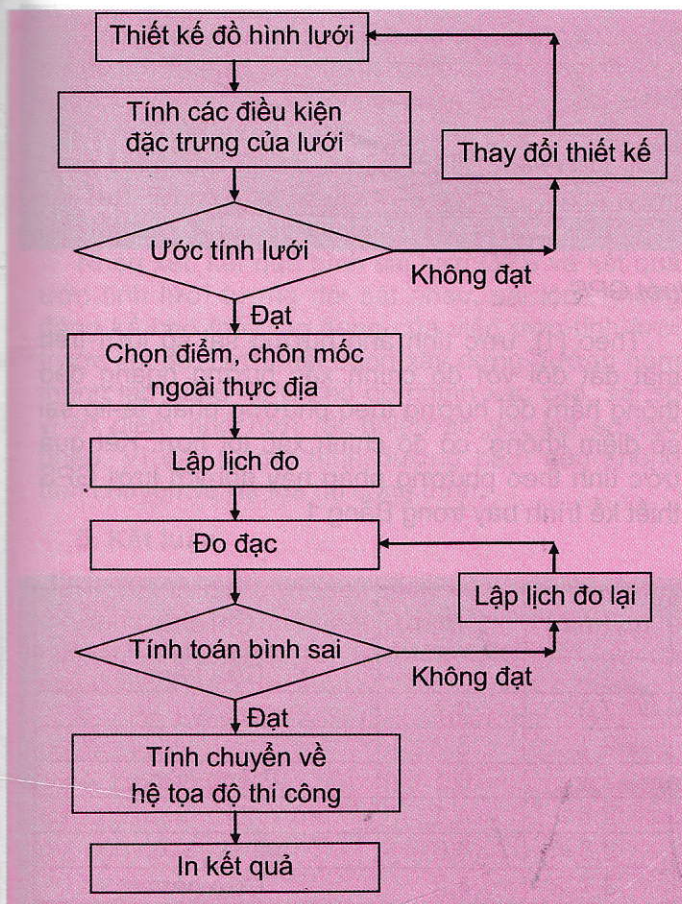 Thiết kế đồ hình lưới
Tính các điều kiện
đặc trưng của lưới
Thay đổi thiết kế
Ước tính lưới
Không đạt
Đạt
Chọn điểm, chôn mốc
ngoài thực địa
Lập lịch đo
Đo đạc
Lập lịch đo lại
Tính toán bình sai
Không đạt
Đạt
Tính chuyển về
hệ tọa độ thi công
In kết quả